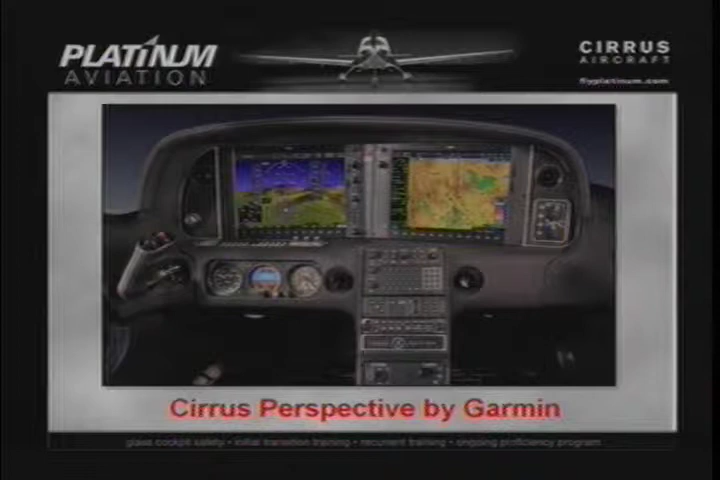 PLATINUM
AVIATION
CIRRUS
AIRCRAFT
flyplatinum.com
Cirrus Perspective by Garmin
glass cockpit safety • initial transition training • recurrent training • ongoing proficiency program